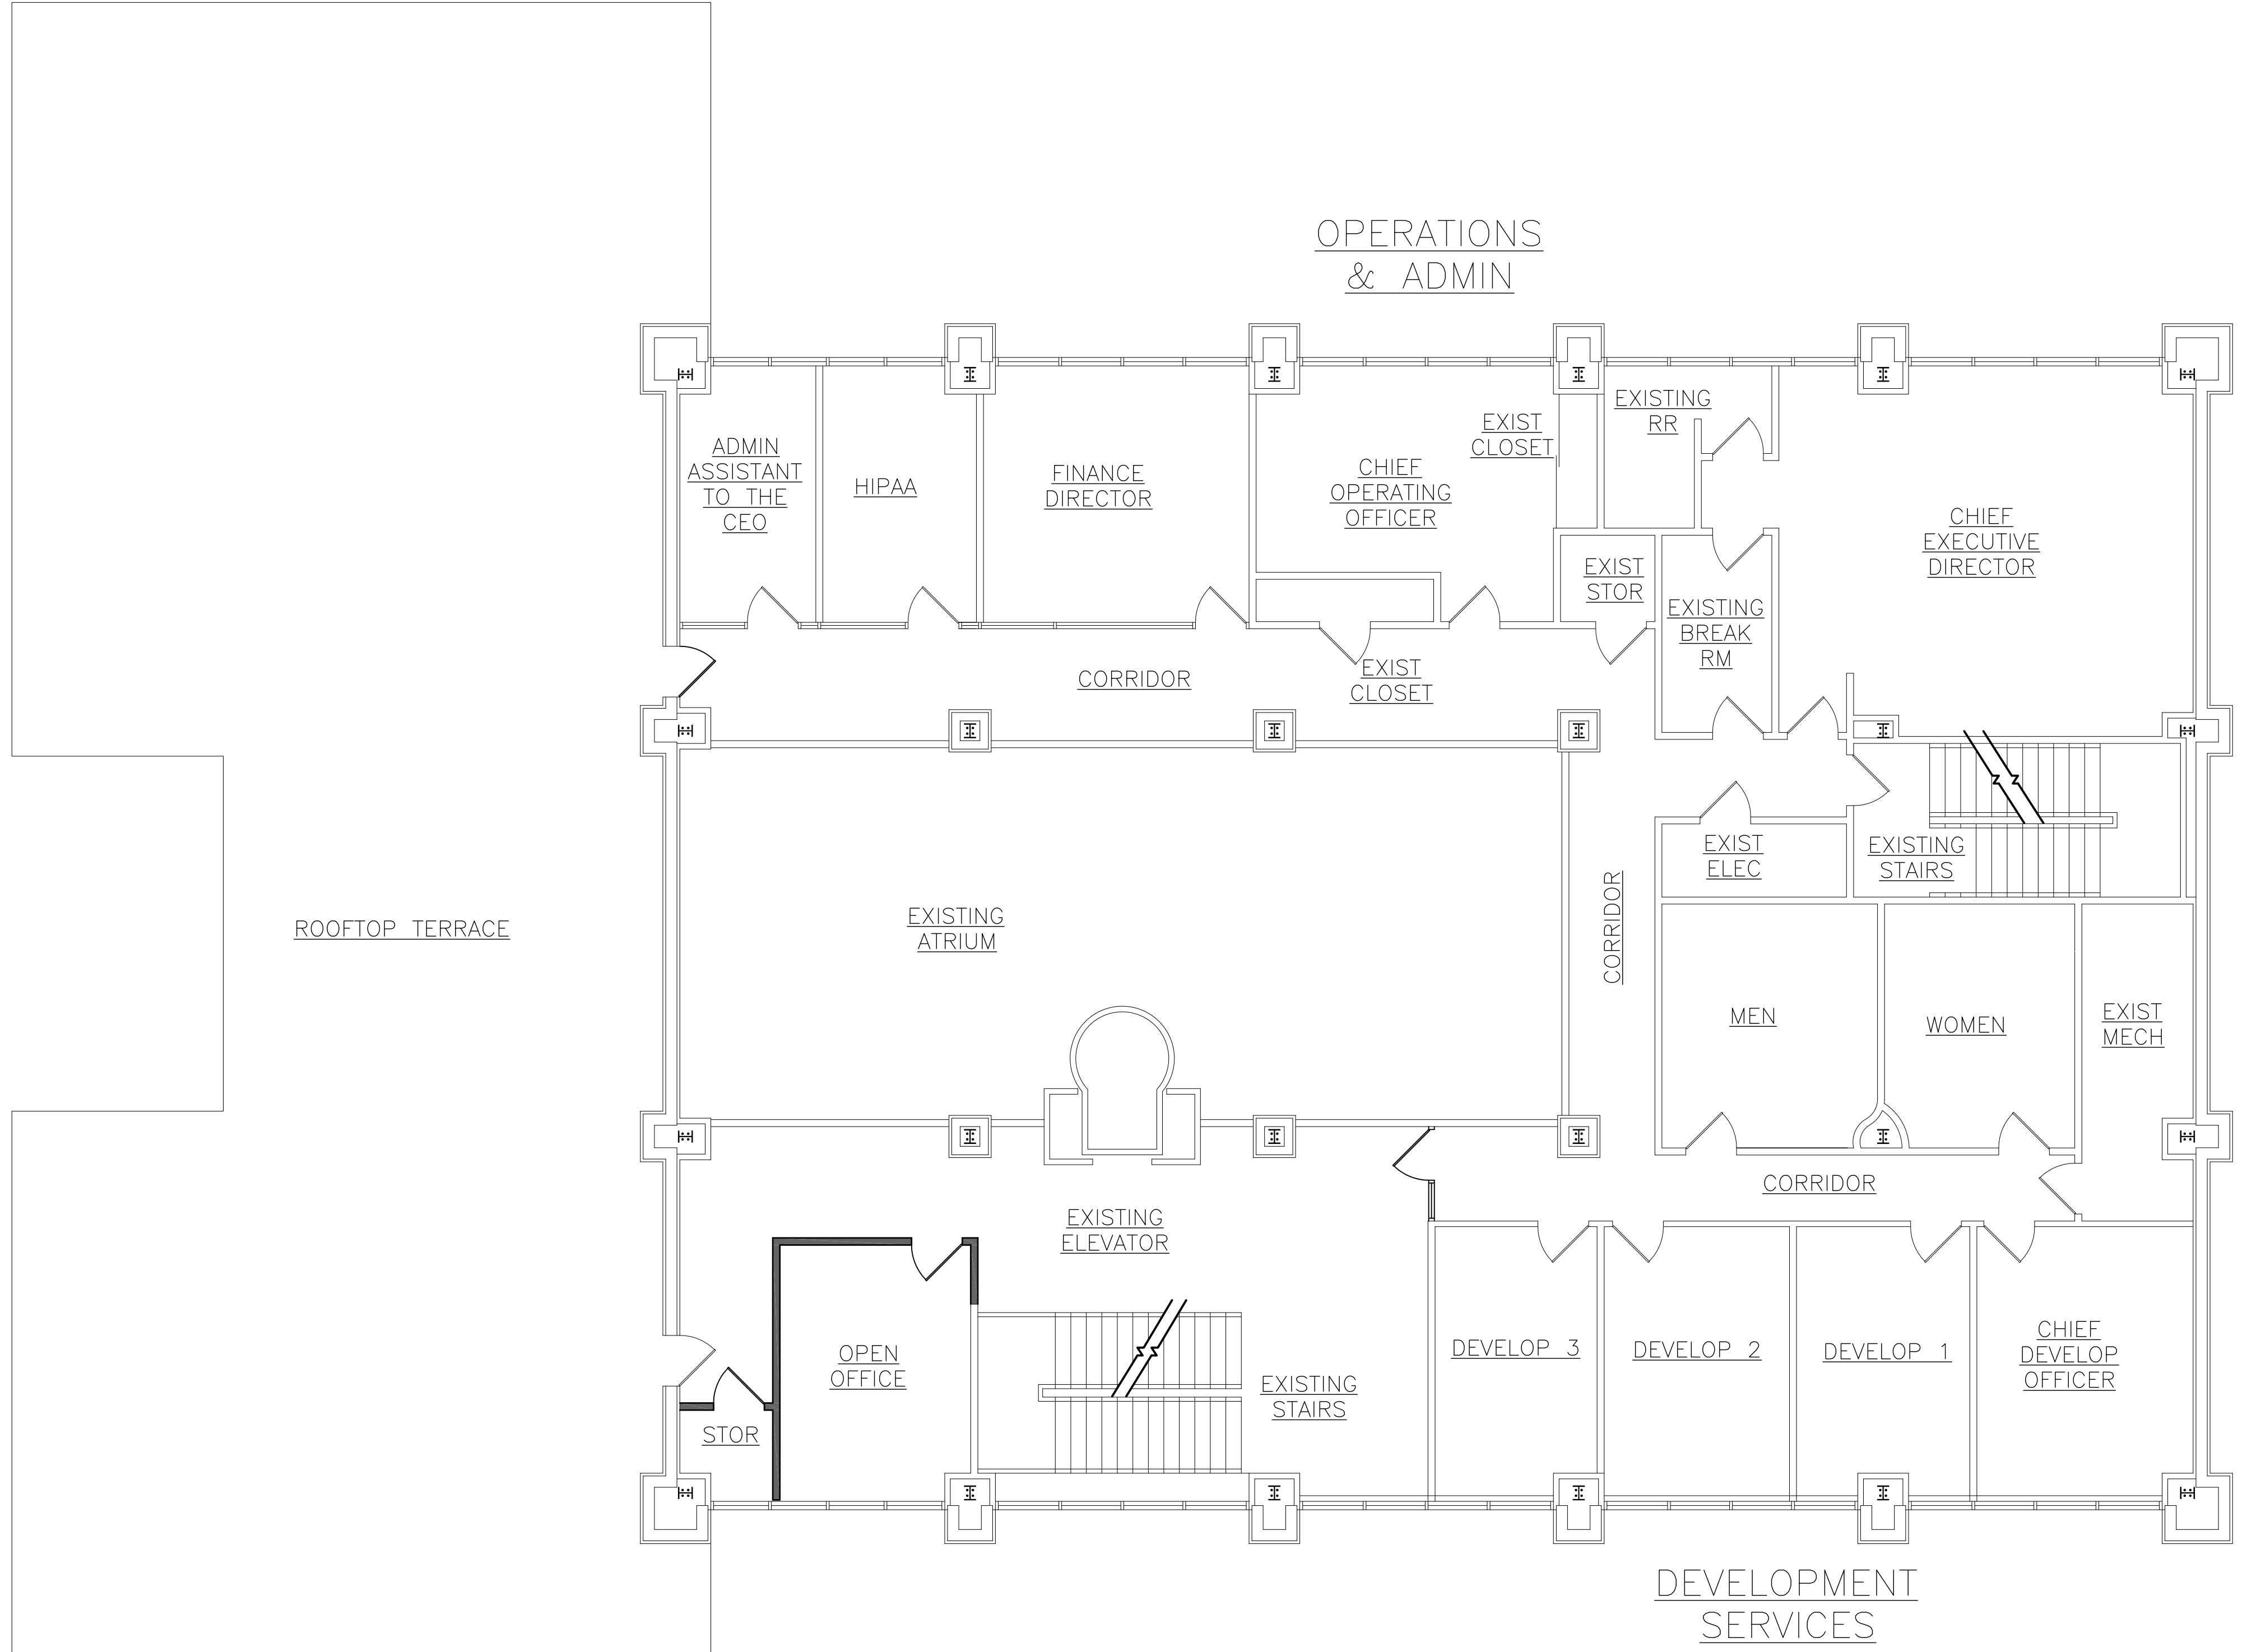 OPERATIONS
& ADMIN
ADMIN
ASSISTANT
TO THE
CEO
HIPAA
FINANCE
DIRECTOR
CHIEF
OPERATING
OFFICER
EXIST
CLOSET
EXISTING
RR
EXIST
STOR
EXISTING
BREAK
RM
CHIEF
EXECUTIVE
DIRECTOR
CORRIDOR
EXIST
CLOSET
EXIST
ELEC
EXISTING
STAIRS
ROOFTOP TERRACE
EXISTING
ATRIUM
CORRIDOR
MEN
WOMEN
EXIST
MECH
CORRIDOR
EXISTING
ELEVATOR
OPEN
OFFICE
STOR
EXISTING
STAIRS
DEVELOP 3
DEVELOP 2
DEVELOP 1
CHIEF
DEVELOP
OFFICER
DEVELOPMENT
SERVICES